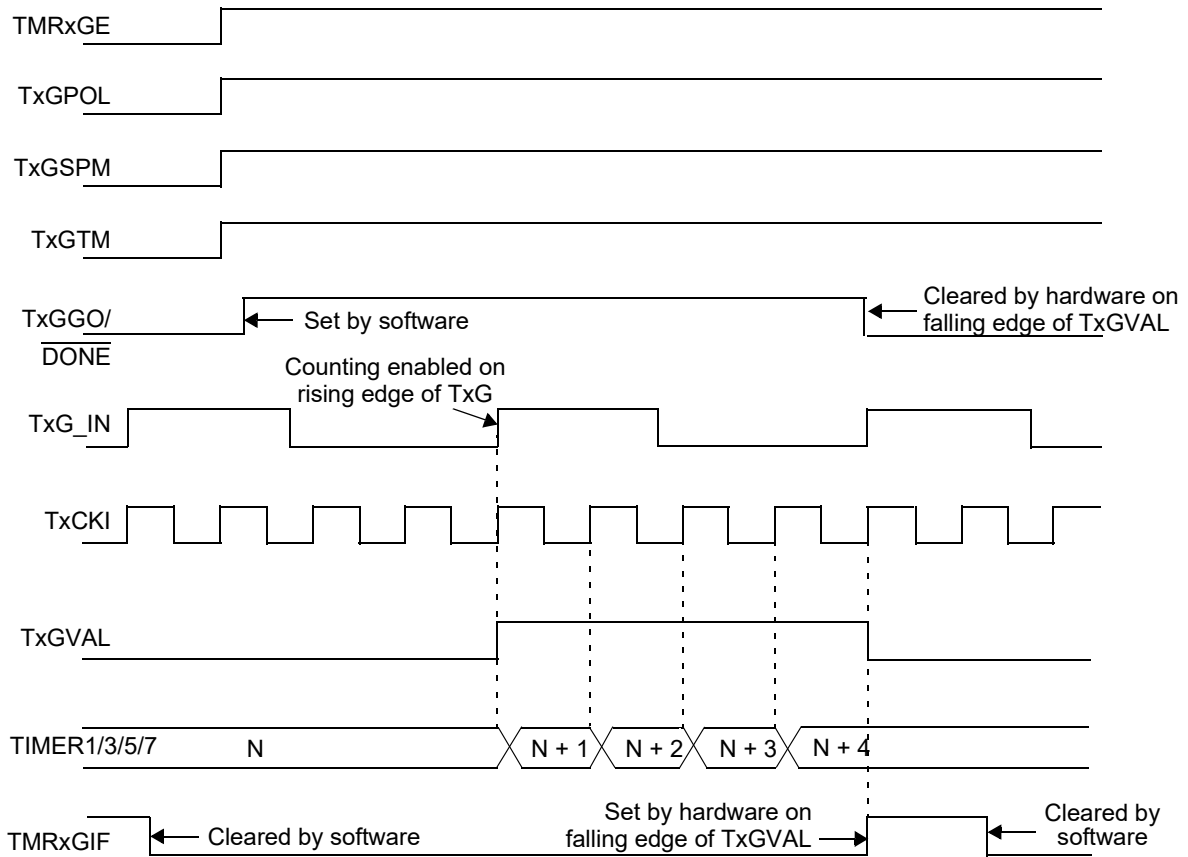 TMRxGE
TxGPOL
TxGSPM
TxGTM
TxGGO/
DONE
Set by software
Cleared by hardware on
falling edge of TxGVAL
Counting enabled on
rising edge of TxG
TxG_IN
TxCKI
TxGVAL
TIMER1/3/5/7
N
N + 1
N + 2
N + 3
N + 4
TMRxGIF
Cleared by software
Set by hardware on
falling edge of TxGVAL
Cleared by
software